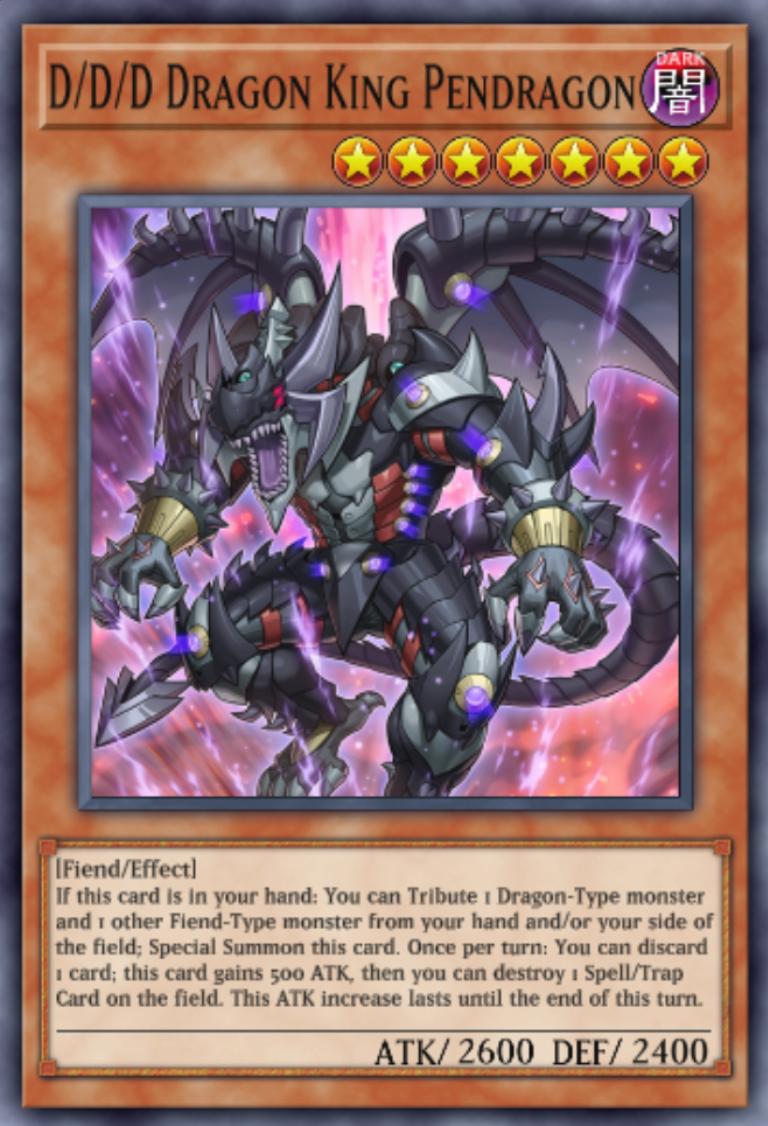 D/D/D Dragon King Pendragon
DARK
闇
[Fiend/Effect]
If this card is in your hand: You can Tribute 1 Dragon-Type monster
and 1 other Fiend-Type monster from your hand and/or your side of
the field; Special Summon this card. Once per turn: You can discard
1 card; this card gains 500 ATK, then you can destroy 1 Spell/Trap
Card on the field. This ATK increase lasts until the end of this turn.
ATK/ 2600 DEF/ 2400